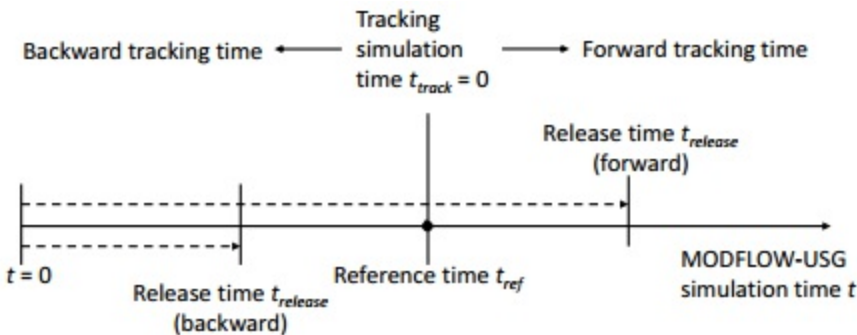 Tracking
simulation
time t_track = 0
Backward tracking time
Forward tracking time
Release time t_release
(forward)
t = 0
Release time t_release
(backward)
Reference time t_ref
MODFLOW-USG
simulation time t